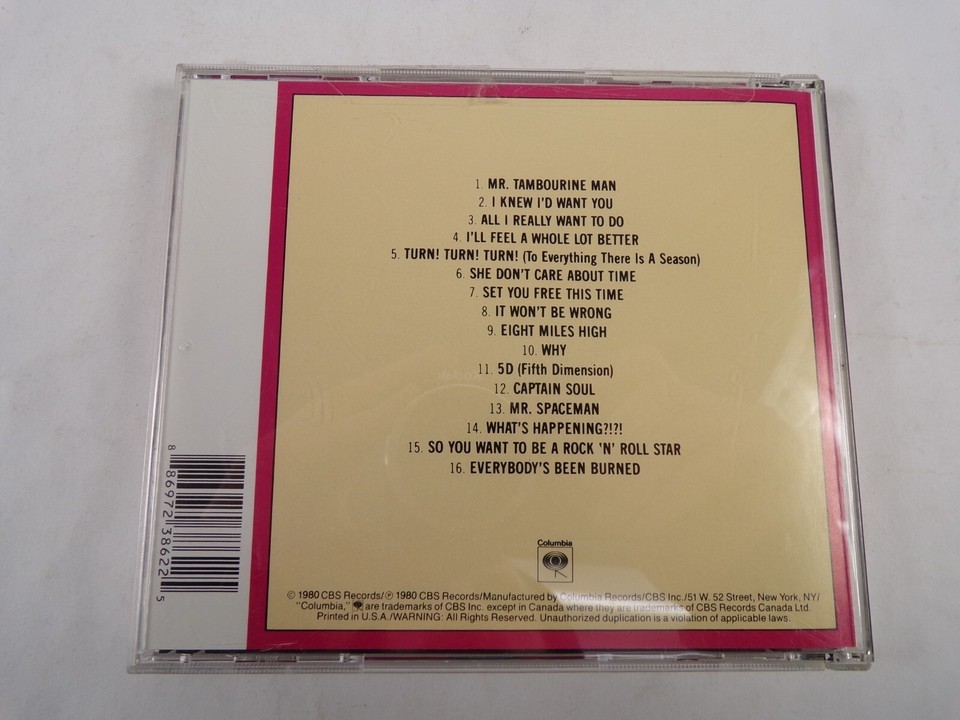 1. MR. TAMBOURINE MAN
2. I KNEW I'D WANT YOU
3. ALL I REALLY WANT TO DO
4. I'LL FEEL A WHOLE LOT BETTER
5. TURN! TURN! TURN! (To Everything There Is A Season)
6. SHE DON'T CARE ABOUT TIME
7. SET YOU FREE THIS TIME
8. IT WON'T BE WRONG
9. EIGHT MILES HIGH
10. WHY
11. 5D (Fifth Dimension)
12. CAPTAIN SOUL
13. MR. SPACEMAN
14. WHAT'S HAPPENING?!?!
15. SO YOU WANT TO BE A ROCK 'N' ROLL STAR
16. EVERYBODY'S BEEN BURNED
8 86972 38622 5
Columbia
© 1980 CBS Records/℗ 1980 CBS Records/Manufactured by Columbia Records/CBS Inc./51 W. 52 Street, New York, NY/
"Columbia," are trademarks of CBS Inc. except in Canada where they are trademarks of CBS Records Canada Ltd.
Printed in U.S.A./WARNING: All Rights Reserved. Unauthorized duplication is a violation of applicable laws.